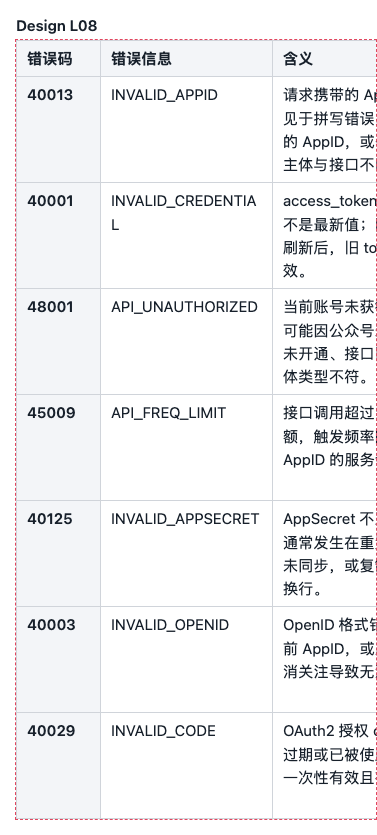 Design L08
错误码 错误信息 含义
40013 INVALID_APPID 请求携带的 Ap
见于拼写错误
的 AppID，或
主体与接口不
40001 INVALID_CREDENTIA access_token
L 不是最新值；
刷新后，旧 to
效。
48001 API_UNAUTHORIZED 当前账号未获
可能因公众号
未开通、接口
体类型不符。
45009 API_FREQ_LIMIT 接口调用超过
额，触发频率
AppID 的服务
40125 INVALID_APPSECRET AppSecret 不
通常发生在重
未同步，或复
换行。
40003 INVALID_OPENID OpenID 格式错
前 AppID，或
消关注导致无
40029 INVALID_CODE OAuth2 授权
过期或已被使
一次性有效且